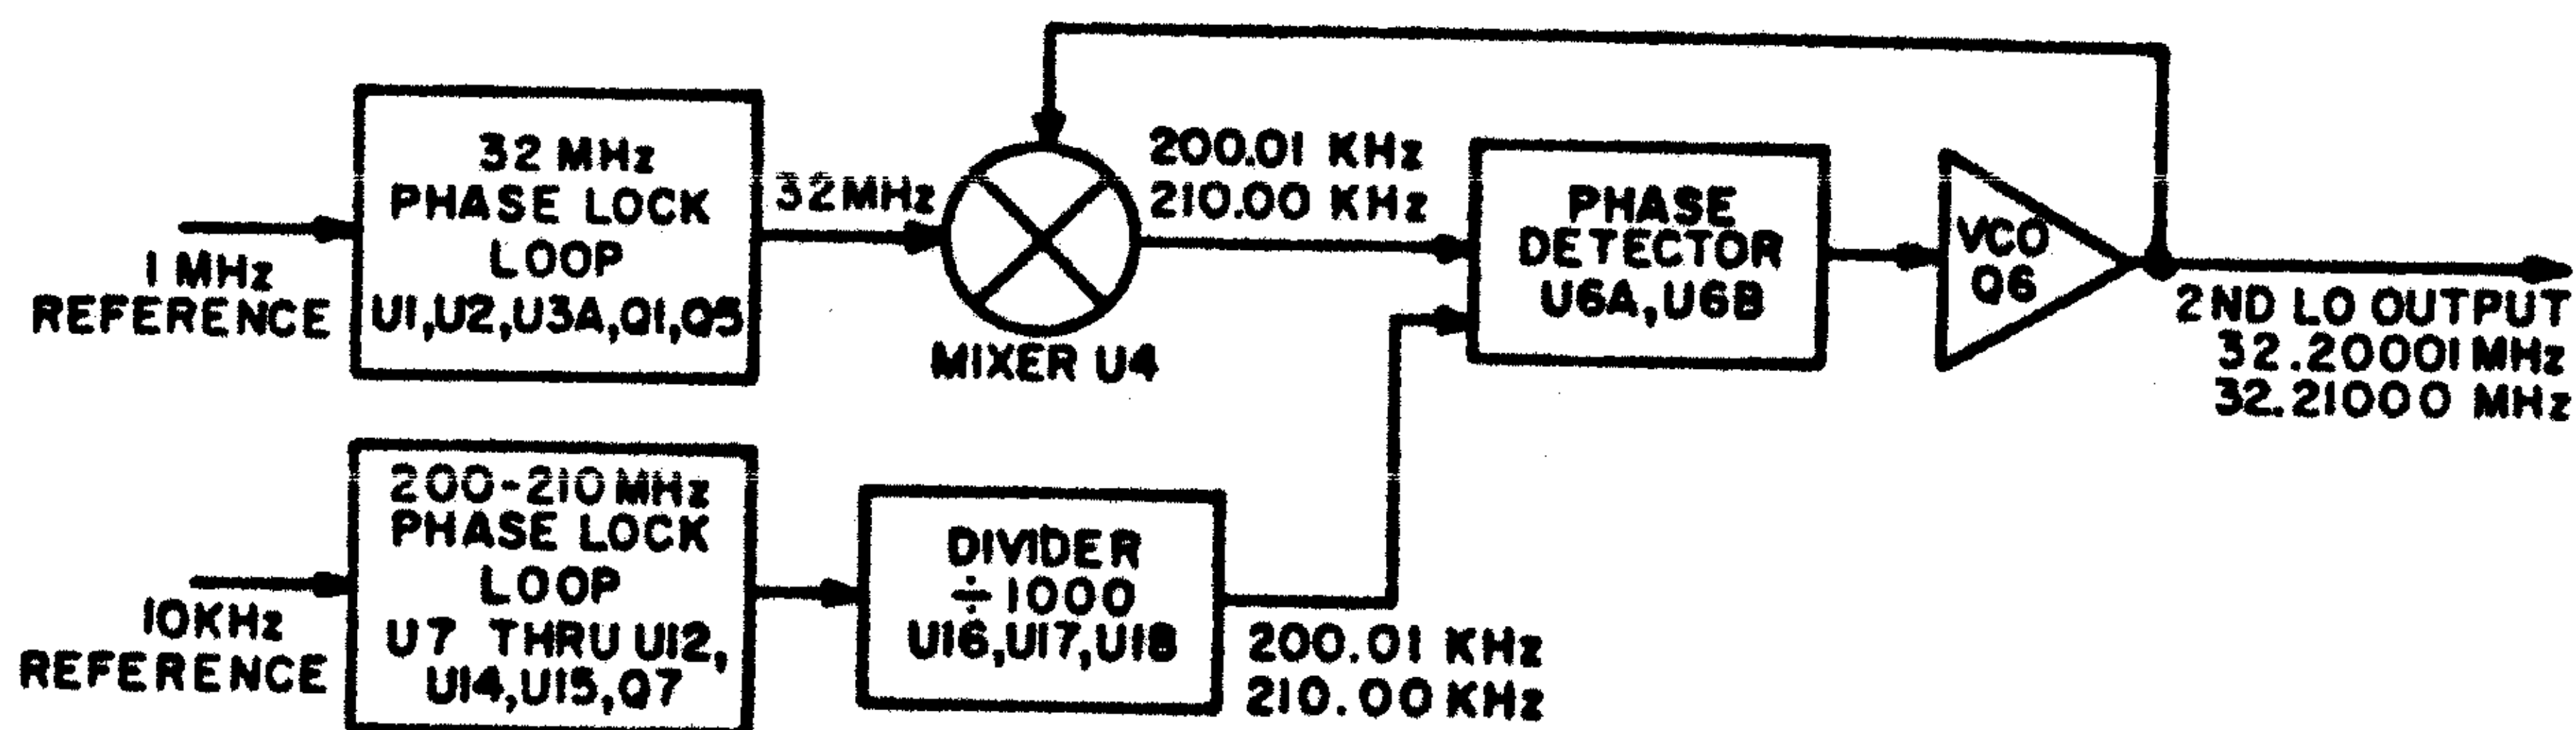 32 MHz
PHASE LOCK
LOOP
U1,U2,U3A,Q1,Q5
1 MHz
REFERENCE
32MHz
MIXER U4
200.01 KHz
210.00 KHz
PHASE
DETECTOR
U6A,U6B
VCO
Q6
2ND LO OUTPUT
32.20001 MHz
32.21000 MHz
200-210 MHz
PHASE LOCK
LOOP
U7 THRU U12,
U14,U15,Q7
10KHz
REFERENCE
DIVIDER
÷1000
U16,U17,U18
200.01 KHz
210.00 KHz